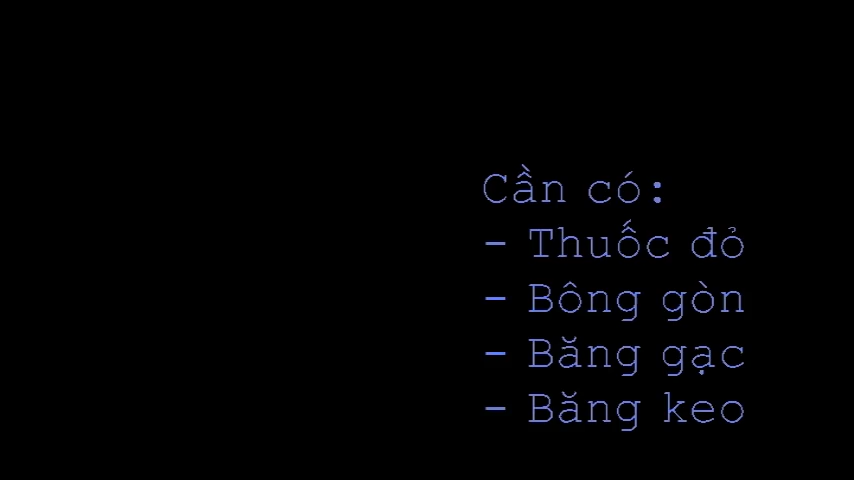 Cần có:
- Thuốc đỏ
- Bông gòn
- Băng gạc
- Băng keo